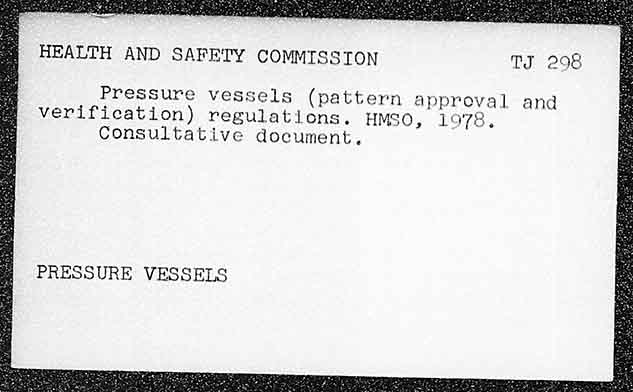 HEALTH AND SAFETY COMMISSION TJ 298
Pressure vessels (pattern approval and
verification) regulations. HMSO, 1978.
Consultative document.
PRESSURE VESSELS